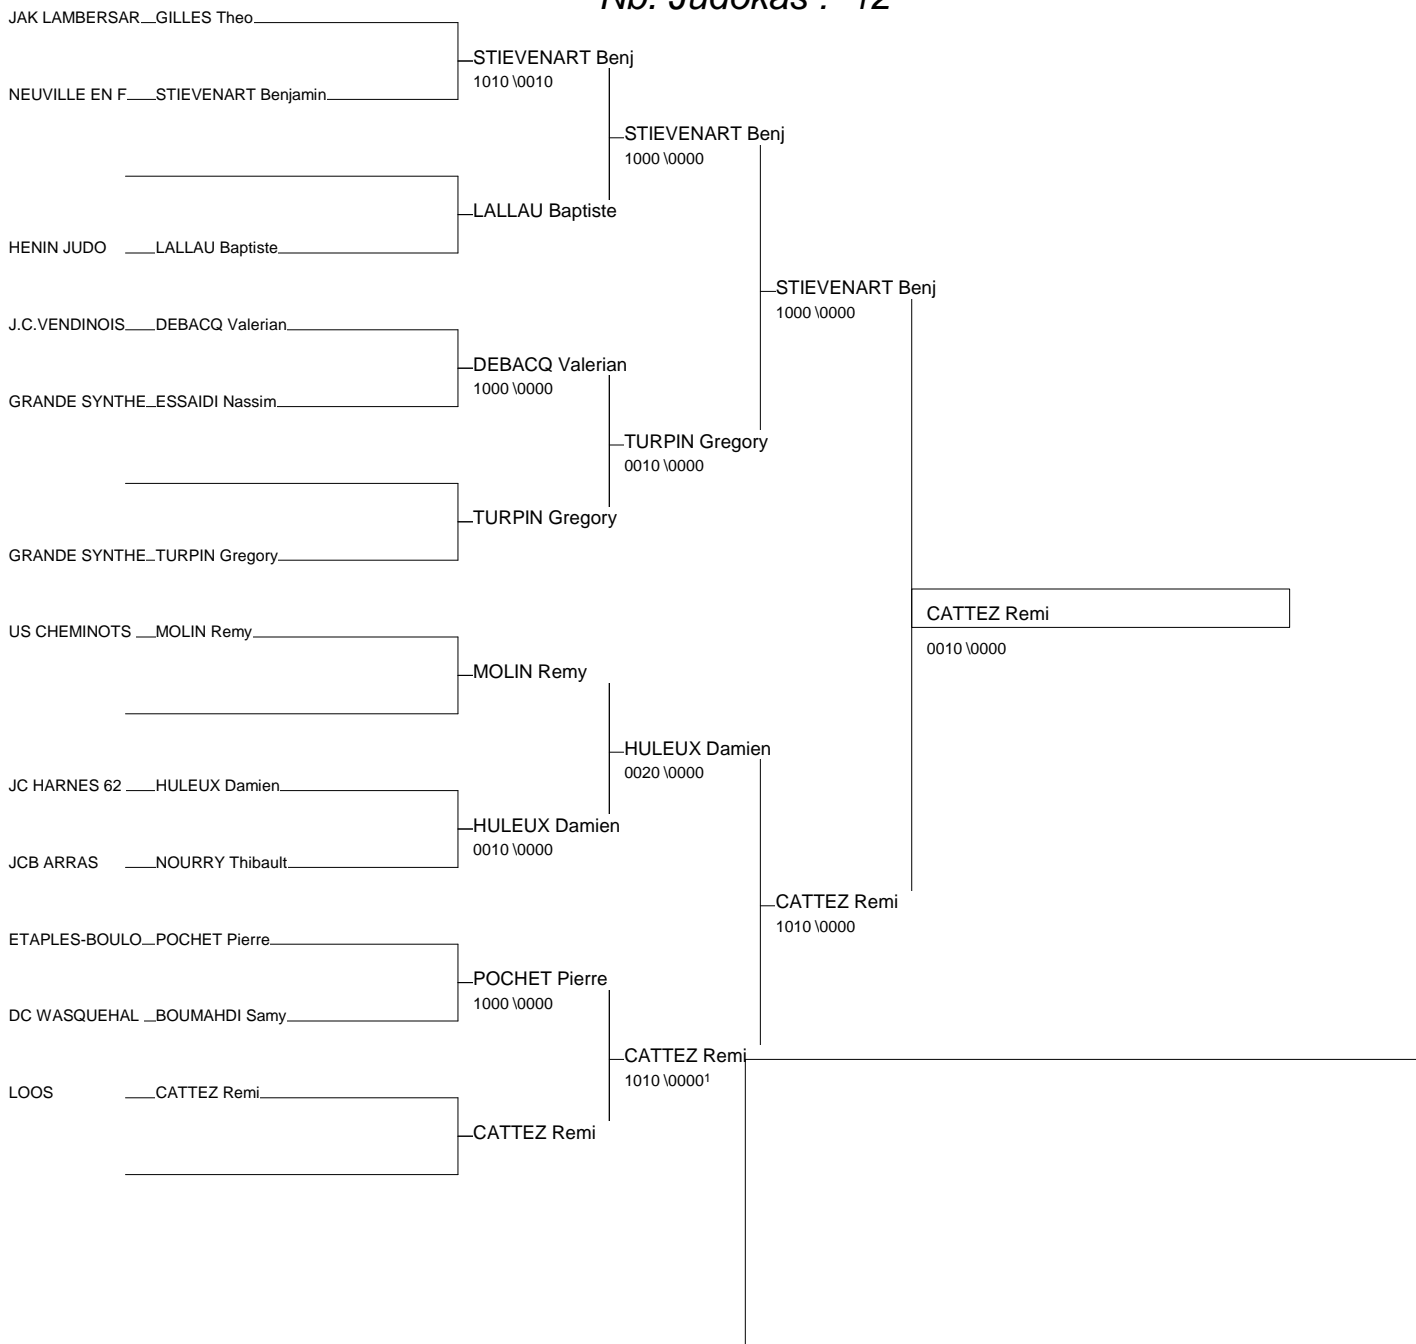 Nb. Judokas : 12
JAK LAMBERSAR GILLES Theo
STIEVENART Benj
1010 \0010
NEUVILLE EN F STIEVENART Benjamin
STIEVENART Benj
1000 \0000
LALLAU Baptiste
HENIN JUDO LALLAU Baptiste
STIEVENART Benj
1000 \0000
J.C.VENDINOIS DEBACQ Valerian
DEBACQ Valerian
1000 \0000
GRANDE SYNTHE ESSAIDI Nassim
TURPIN Gregory
0010 \0000
TURPIN Gregory
GRANDE SYNTHE TURPIN Gregory
CATTEZ Remi
0010 \0000
US CHEMINOTS MOLIN Remy
MOLIN Remy
HULEUX Damien
0020 \0000
JC HARNES 62 HULEUX Damien
HULEUX Damien
0010 \0000
JCB ARRAS NOURRY Thibault
CATTEZ Remi
1010 \0000
ETAPLES-BOULO POCHET Pierre
POCHET Pierre
1000 \0000
DC WASQUEHAL BOUMAHDI Samy
CATTEZ Remi
1010 \0000¹
LOOS CATTEZ Remi
CATTEZ Remi